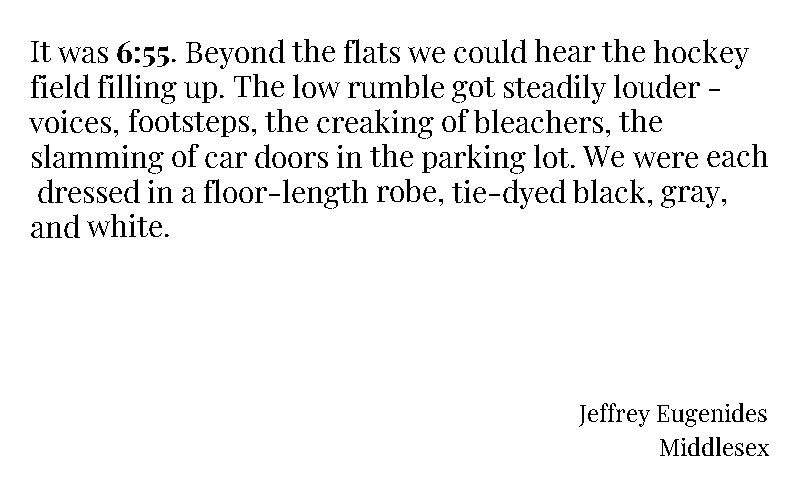 It was 6:55. Beyond the flats we could hear the hockey
field filling up. The low rumble got steadily louder -
voices, footsteps, the creaking of bleachers, the
slamming of car doors in the parking lot. We were each
dressed in a floor-length robe, tie-dyed black, gray,
and white.
Jeffrey Eugenides
Middlesex